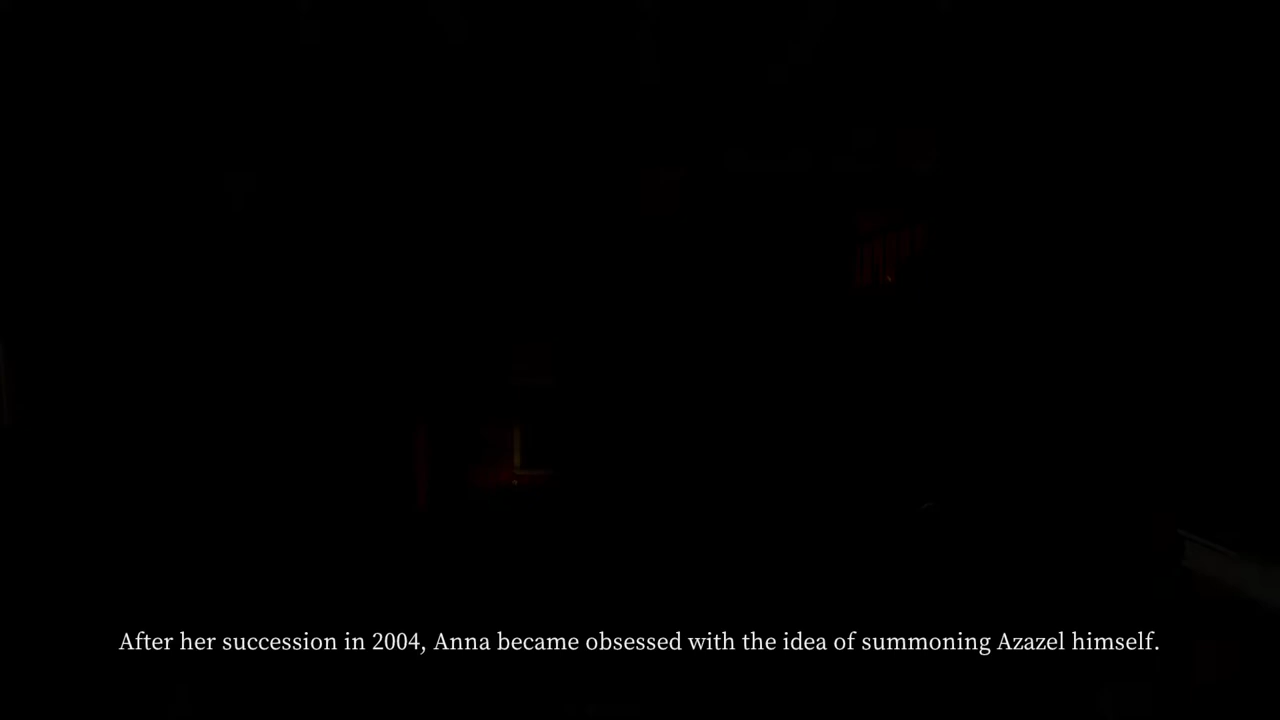 After her succession in 2004, Anna became obsessed with the idea of summoning Azazel himself.